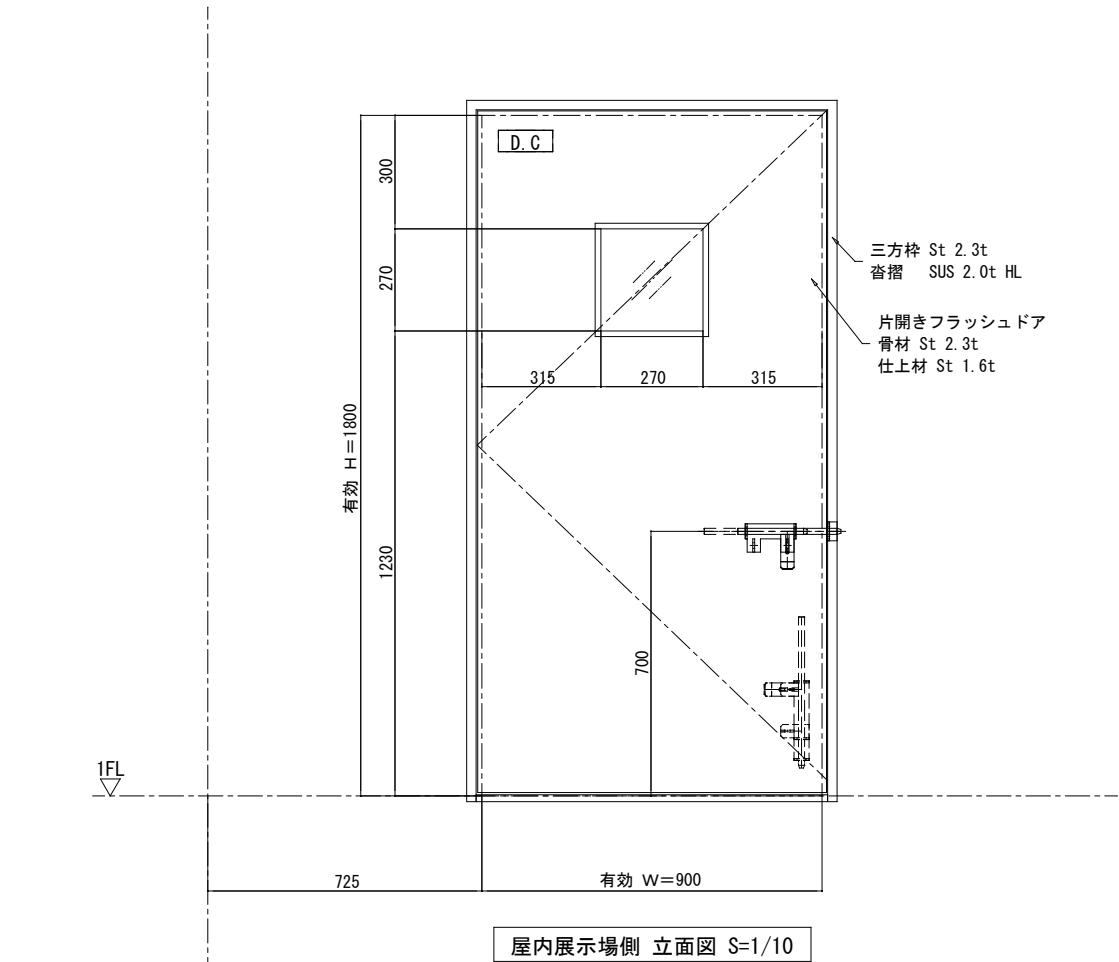 D.C
300
270
三方枠 St 2.3t
沓摺 SUS 2.0t HL
片開きフラッシュドア
骨材 St 2.3t
仕上材 St 1.6t
315
270
315
有効 H=1800
1230
700
1FL
725
有効 W=900
屋内展示場側 立面図 S=1/10